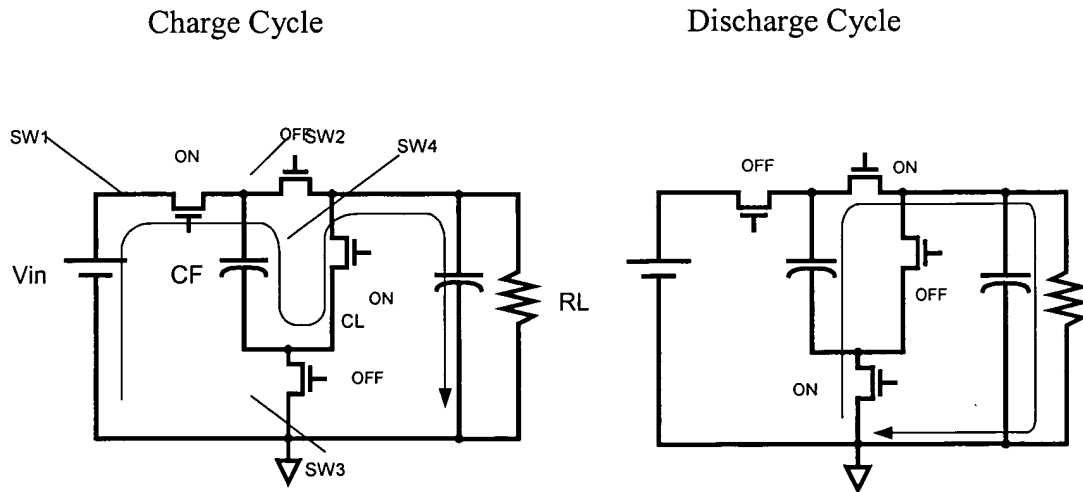 Charge Cycle
Discharge Cycle
SW1
OFF
SW2
SW4
ON
OFF
ON
Vin
CF
ON
CL
RL
OFF
OFF
ON
SW3